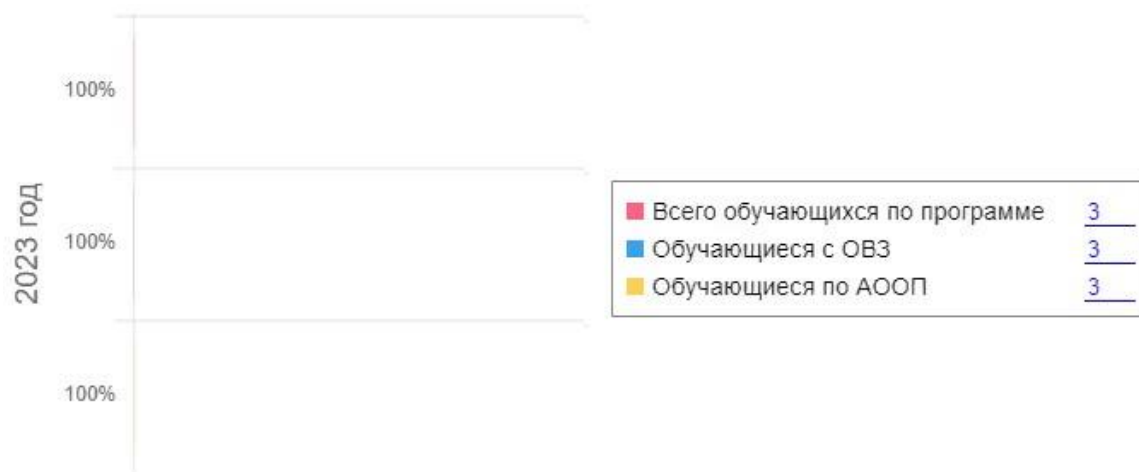 2023 год
100%
100%
100%
Всего обучающихся по программе 3
Обучающиеся с ОВЗ 3
Обучающиеся по АООП 3